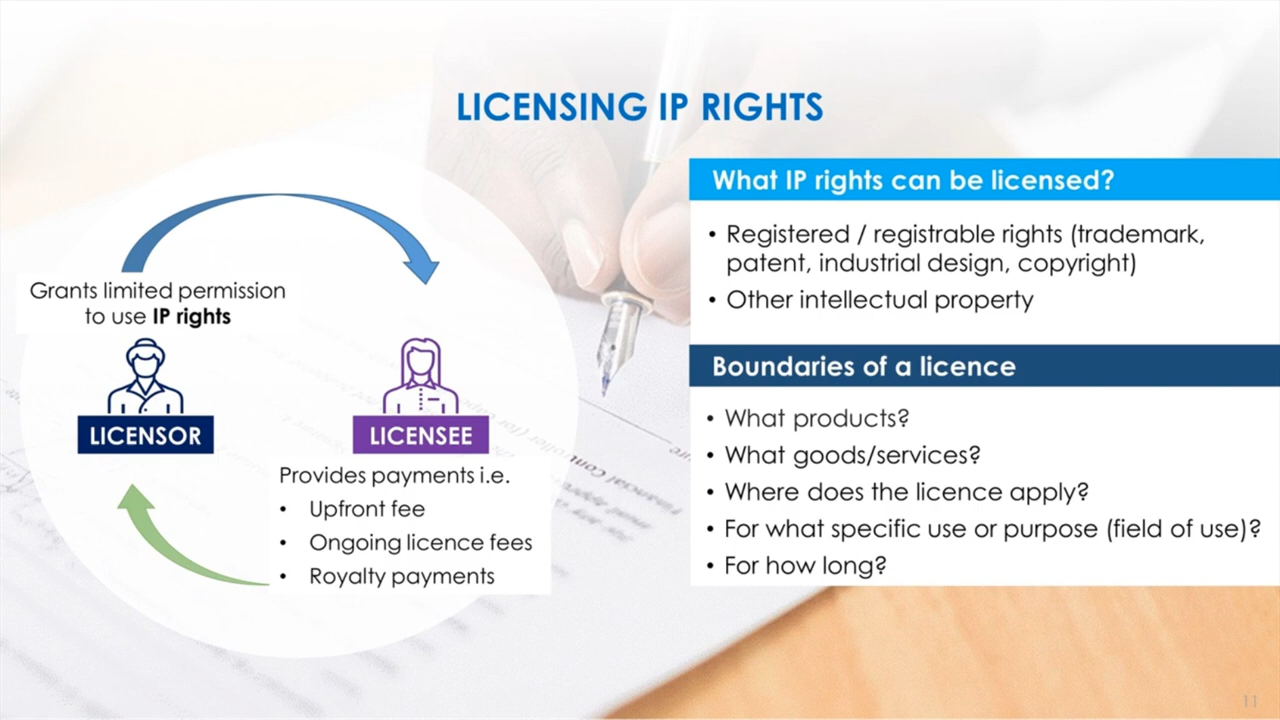 LICENSING IP RIGHTS
Grants limited permission
to use IP rights
LICENSOR
LICENSEE
Provides payments i.e.
• Upfront fee
• Ongoing licence fees
• Royalty payments
What IP rights can be licensed?
• Registered / registrable rights (trademark,
patent, industrial design, copyright)
• Other intellectual property
Boundaries of a licence
• What products?
• What goods/services?
• Where does the licence apply?
• For what specific use or purpose (field of use)?
• For how long?
11